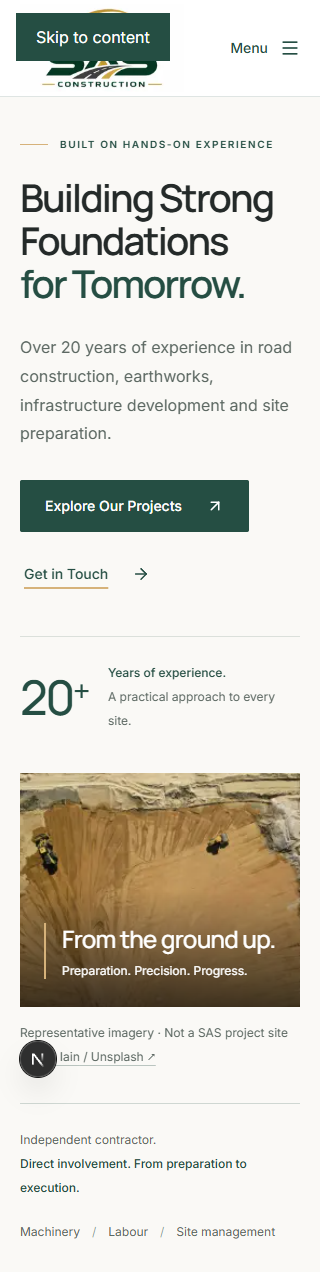 Skip to content
SAS
CONSTRUCTION
Menu
BUILT ON HANDS-ON EXPERIENCE
Building Strong
Foundations
for Tomorrow.
Over 20 years of experience in road
construction, earthworks,
infrastructure development and site
preparation.
Explore Our Projects
Get in Touch
20+
Years of experience.
A practical approach to every
site.
From the ground up.
Preparation. Precision. Progress.
Representative imagery · Not a SAS project site
N
lain / Unsplash ↗
Independent contractor.
Direct involvement. From preparation to
execution.
Machinery / Labour / Site management